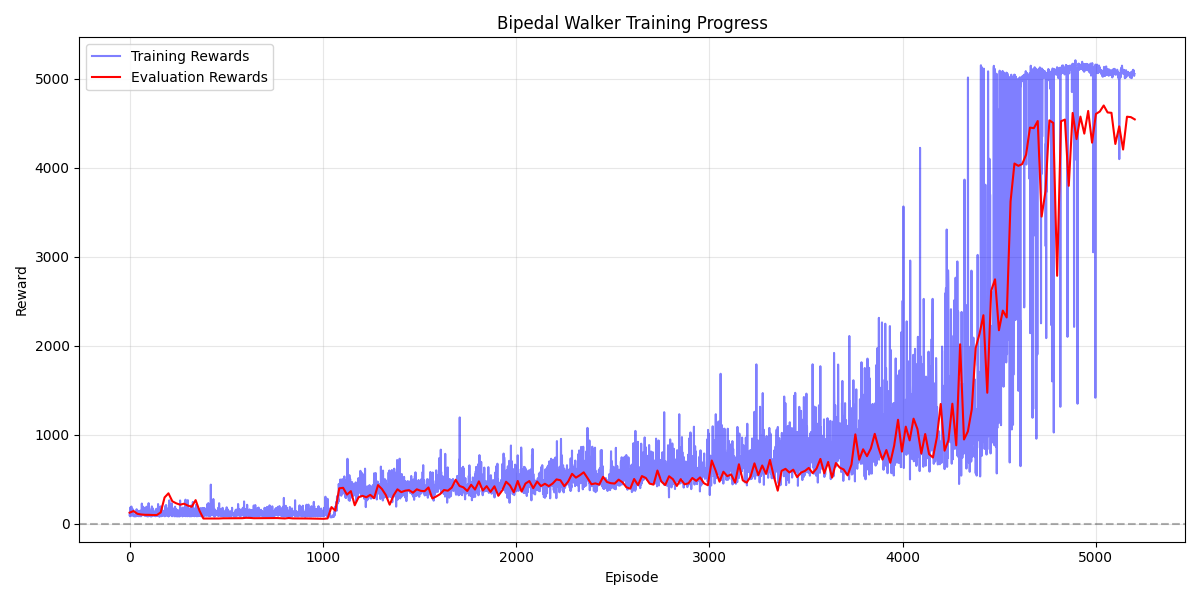 Bipedal Walker Training Progress
Training Rewards
Evaluation Rewards
5000
4000
3000
2000
1000
0
Reward
0 1000 2000 3000 4000 5000
Episode